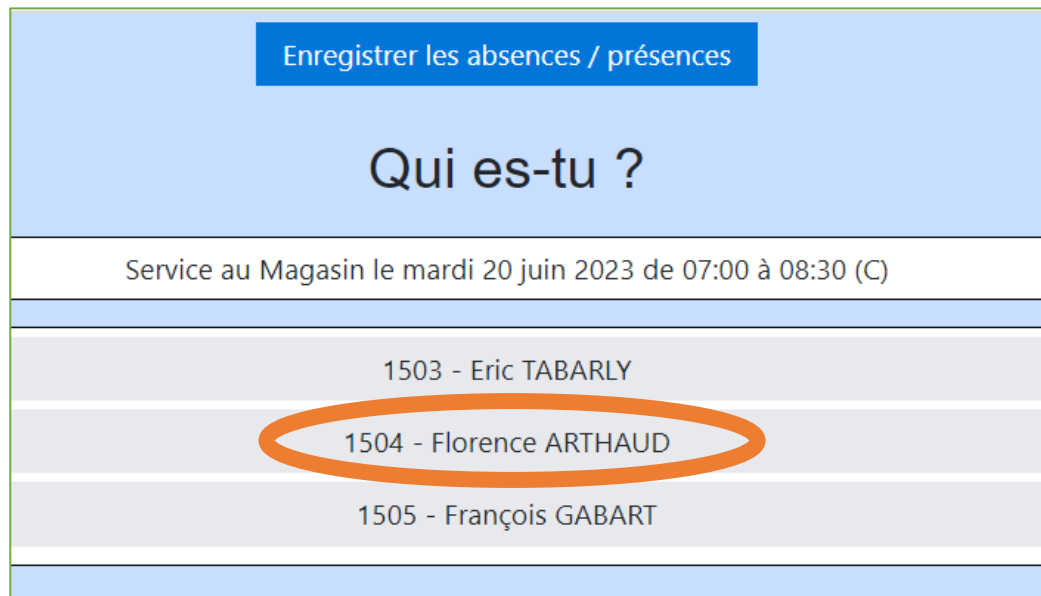 Enregistrer les absences / présences
Qui es-tu ?
Service au Magasin le mardi 20 juin 2023 de 07:00 à 08:30 (C)
1503 - Eric TABARLY
1504 - Florence ARTHAUD
1505 - François GABART